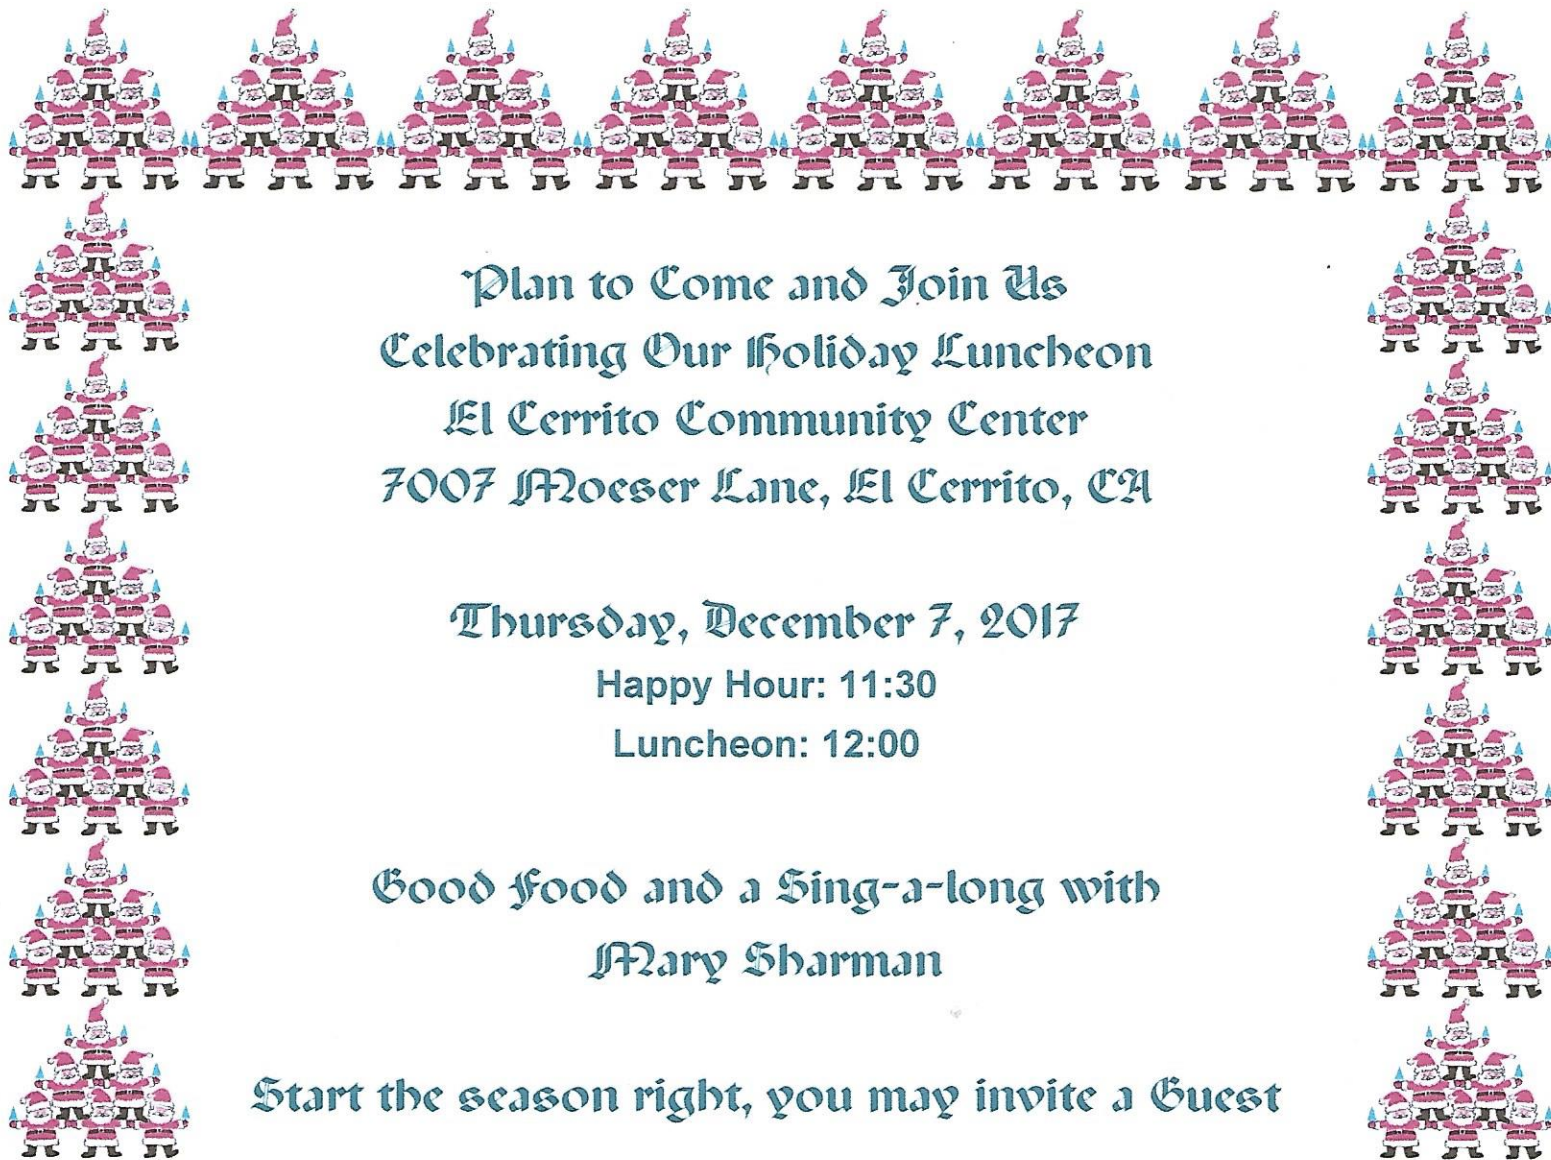 Plan to Come and Join Us
Celebrating Our Holiday Luncheon
El Cerrito Community Center
7007 Moeser Lane, El Cerrito, CA
Thursday, December 7, 2017
Happy Hour: 11:30
Luncheon: 12:00
Good Food and a Sing-a-long with
Mary Sharman
Start the season right, you may invite a Guest